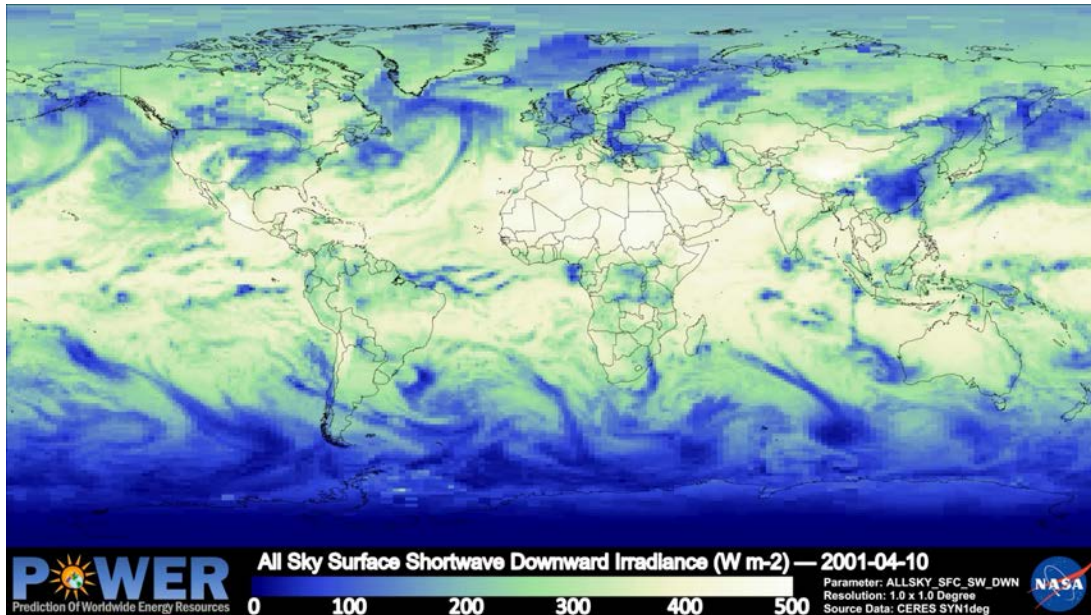 POWER
Prediction Of Worldwide Energy Resources
All Sky Surface Shortwave Downward Irradiance (W m-2) — 2001-04-10
0 100 200 300 400 500
Parameter: ALLSKY_SFC_SW_DWN
Resolution: 1.0 x 1.0 Degree
Source Data: CERES SYN1deg
NASA